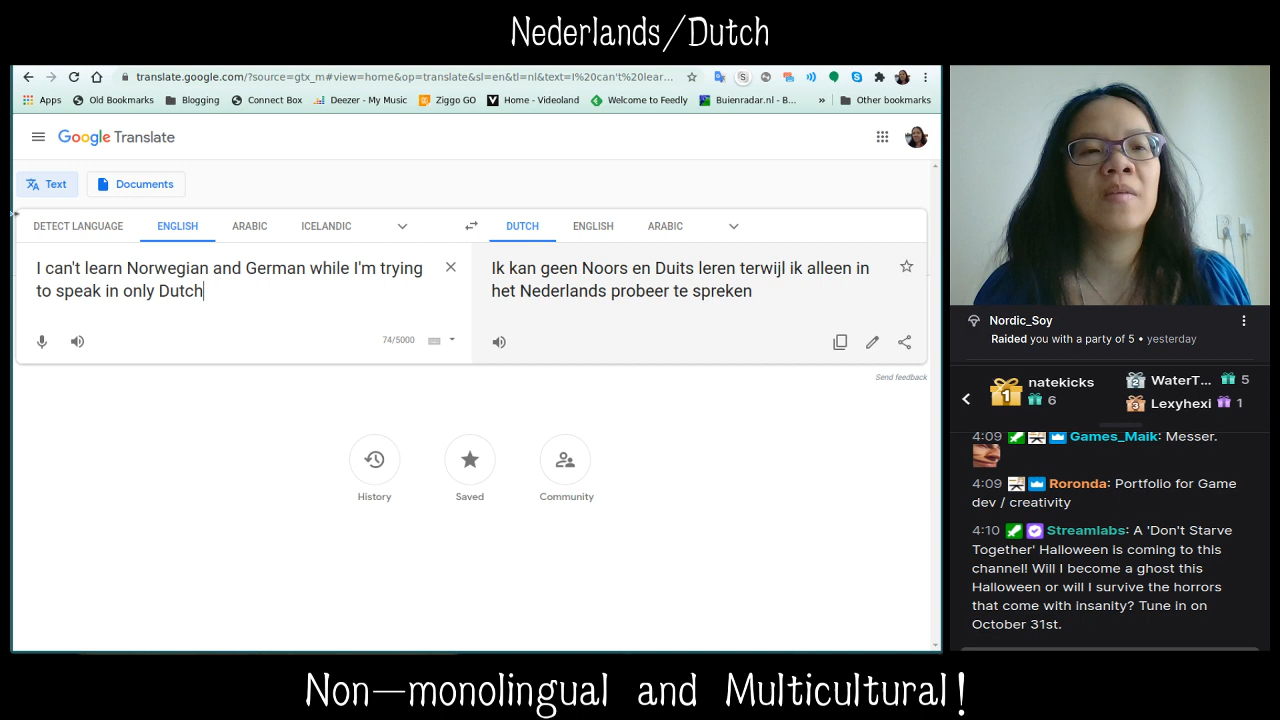 Nederlands/Dutch
translate.google.com/?source=gtx_m#view=home&op=translate&sl=en&tl=nl&text=I%20can't%20lear...
Apps Old Bookmarks Blogging Connect Box Deezer - My Music Ziggo GO Home - Videoland Welcome to Feedly Buienradar.nl - B... » Other bookmarks
Google Translate
Text Documents
DETECT LANGUAGE ENGLISH ARABIC ICELANDIC DUTCH ENGLISH ARABIC
I can't learn Norwegian and German while I'm trying
to speak in only Dutch
Ik kan geen Noors en Duits leren terwijl ik alleen in
het Nederlands probeer te spreken
74/5000
Send feedback
History Saved Community
Nordic_Soy
Raided you with a party of 5 • yesterday
1 natekicks
6
2 WaterT... 5
3 Lexyhexi 1
4:09 Games_Maik: Messer.
4:09 Roronda: Portfolio for Game
dev / creativity
4:10 Streamlabs: A 'Don't Starve
Together' Halloween is coming to this
channel! Will I become a ghost this
Halloween or will I survive the horrors
that come with insanity? Tune in on
October 31st.
Non-monolingual and Multicultural!